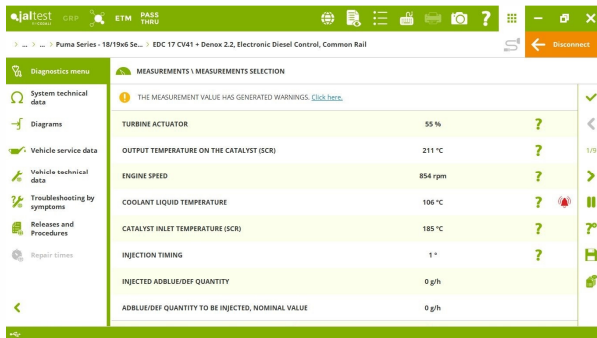 jaltest GRP ETM PASS THRU
by COJALI
> ... > ... > Puma Series - 18/19x6 Se... > EDC 17 CV41 + Denox 2.2, Electronic Diesel Control, Common Rail
Disconnect
Diagnostics menu
MEASUREMENTS \ MEASUREMENTS SELECTION
System technical data
THE MEASUREMENT VALUE HAS GENERATED WARNINGS. Click here.
Diagrams
TURBINE ACTUATOR 55 % ?
Vehicle service data
OUTPUT TEMPERATURE ON THE CATALYST (SCR) 211 °C ? 1/9
Vehicle technical data
ENGINE SPEED 854 rpm ?
Troubleshooting by symptoms
COOLANT LIQUID TEMPERATURE 106 °C ?
Releases and Procedures
CATALYST INLET TEMPERATURE (SCR) 185 °C ?
Repair times
INJECTION TIMING 1 ° ?
INJECTED ADBLUE/DEF QUANTITY 0 g/h
ADBLUE/DEF QUANTITY TO BE INJECTED, NOMINAL VALUE 0 g/h